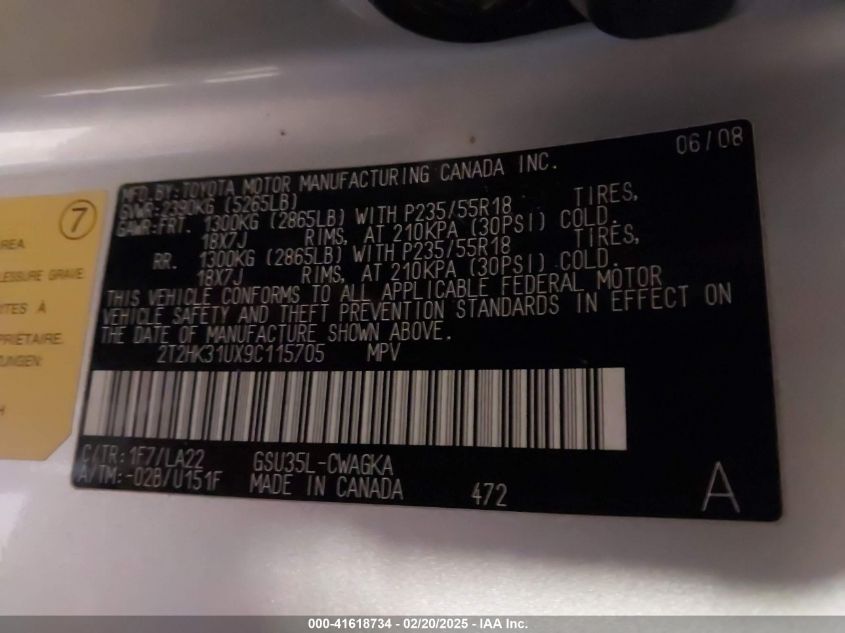 06/08
MFD.BY:TOYOTA MOTOR MANUFACTURING CANADA INC.
GVWR:2390KG (5265LB)
GAWR:FRT. 1300KG (2865LB) WITH P235/55R18 TIRES,
18X7J RIMS, AT 210KPA (30PSI) COLD.
RR. 1300KG (2865LB) WITH P235/55R18 TIRES,
18X7J RIMS, AT 210KPA (30PSI) COLD.
THIS VEHICLE CONFORMS TO ALL APPLICABLE FEDERAL MOTOR
VEHICLE SAFETY AND THEFT PREVENTION STANDARDS IN EFFECT ON
THE DATE OF MANUFACTURE SHOWN ABOVE.
2T2HK31UX9C115705 MPV
C/TR:1F7/LA22 GSU35L-CWAGKA
A/TM:-02B/U151F MADE IN CANADA 472
A
7
AREA.
GRAVE
À
000-41618734 - 02/20/2025 - IAA Inc.